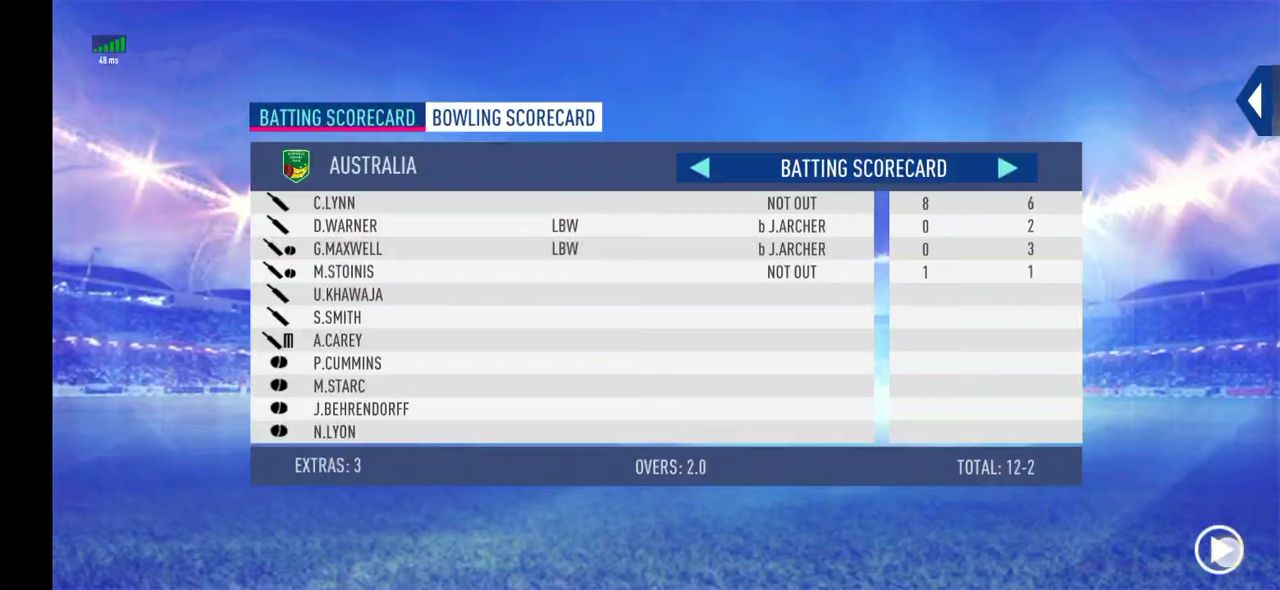 48 ms
BATTING SCORECARD BOWLING SCORECARD
AUSTRALIA BATTING SCORECARD
C.LYNN NOT OUT 8 6
D.WARNER LBW b J.ARCHER 0 2
G.MAXWELL LBW b J.ARCHER 0 3
M.STOINIS NOT OUT 1 1
U.KHAWAJA
S.SMITH
A.CAREY
P.CUMMINS
M.STARC
J.BEHRENDORFF
N.LYON
EXTRAS: 3 OVERS: 2.0 TOTAL: 12-2